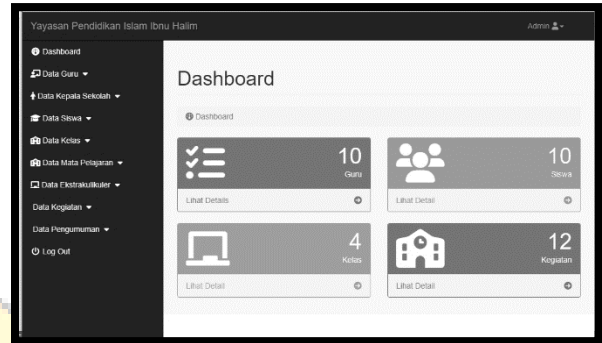 Yayasan Pendidikan Islam Ibnu Halim
Admin
Dashboard
Data Guru
Data Kepala Sekolah
Data Siswa
Data Kelas
Data Mata Pelajaran
Data Ekstrakulikuler
Data Kegiatan
Data Pengumuman
Log Out
Dashboard
Dashboard
10
Guru
Lihat Details
10
Siswa
Lihat Detail
4
Kelas
Lihat Detail
12
Kegiatan
Lihat Detail